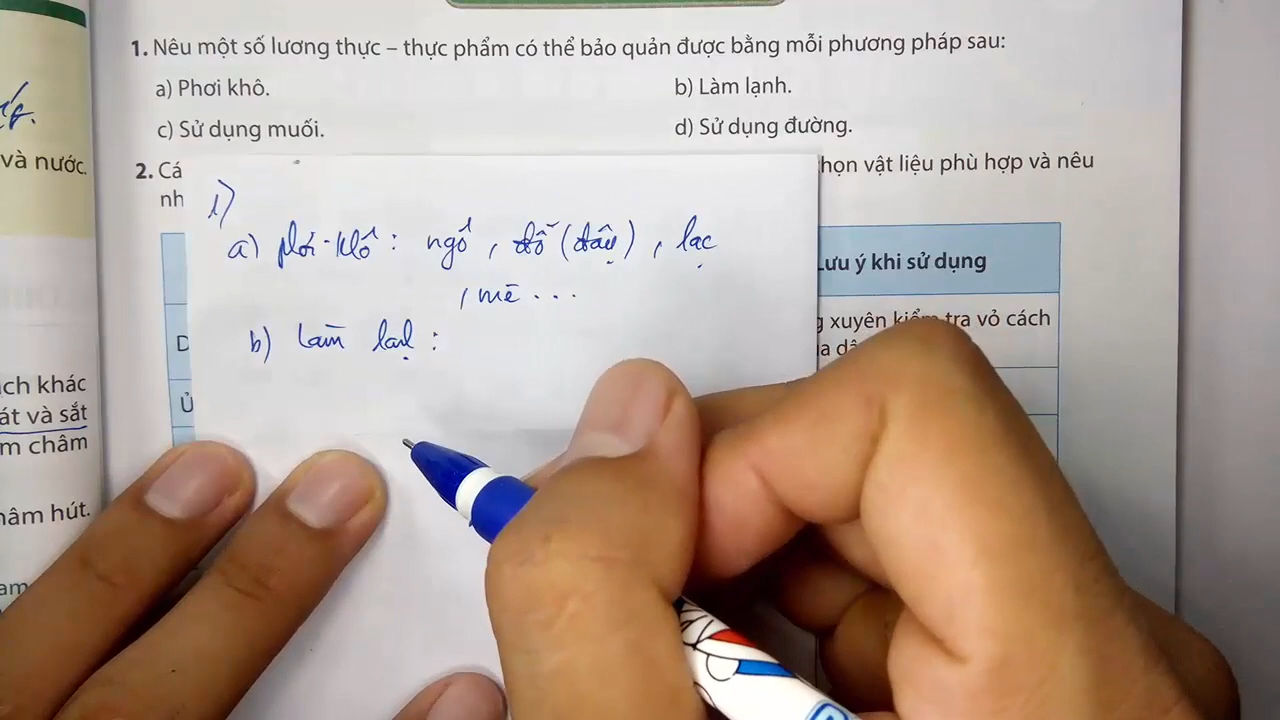 1. Nêu một số lương thực – thực phẩm có thể bảo quản được bằng mỗi phương pháp sau:
a) Phơi khô.
b) Làm lạnh.
c) Sử dụng muối.
d) Sử dụng đường.
2. Cá
họn vật liệu phù hợp và nêu
nh
Lưu ý khi sử dụng
g xuyên kiểm tra vỏ cách
D
Ủ
1)
a) phơi khô : ngô , đỗ (đậu) , lạc
, mè ...
b) Làm lạnh :
và nước.
ch khác
át và sắt
m châm
hâm hút.
am